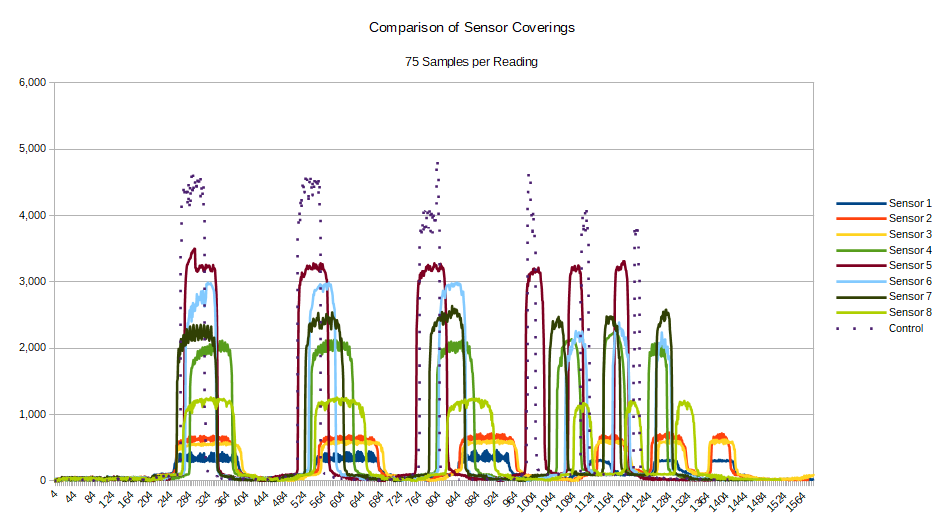 Comparison of Sensor Coverings
75 Samples per Reading
6,000
5,000
4,000
3,000
2,000
1,000
0
4 44 84 124 164 204 244 284 324 364 404 444 484 524 564 604 644 684 724 764 804 844 884 924 964 1004 1044 1084 1124 1164 1204 1244 1284 1324 1364 1404 1444 1484 1524 1564
Sensor 1
Sensor 2
Sensor 3
Sensor 4
Sensor 5
Sensor 6
Sensor 7
Sensor 8
Control